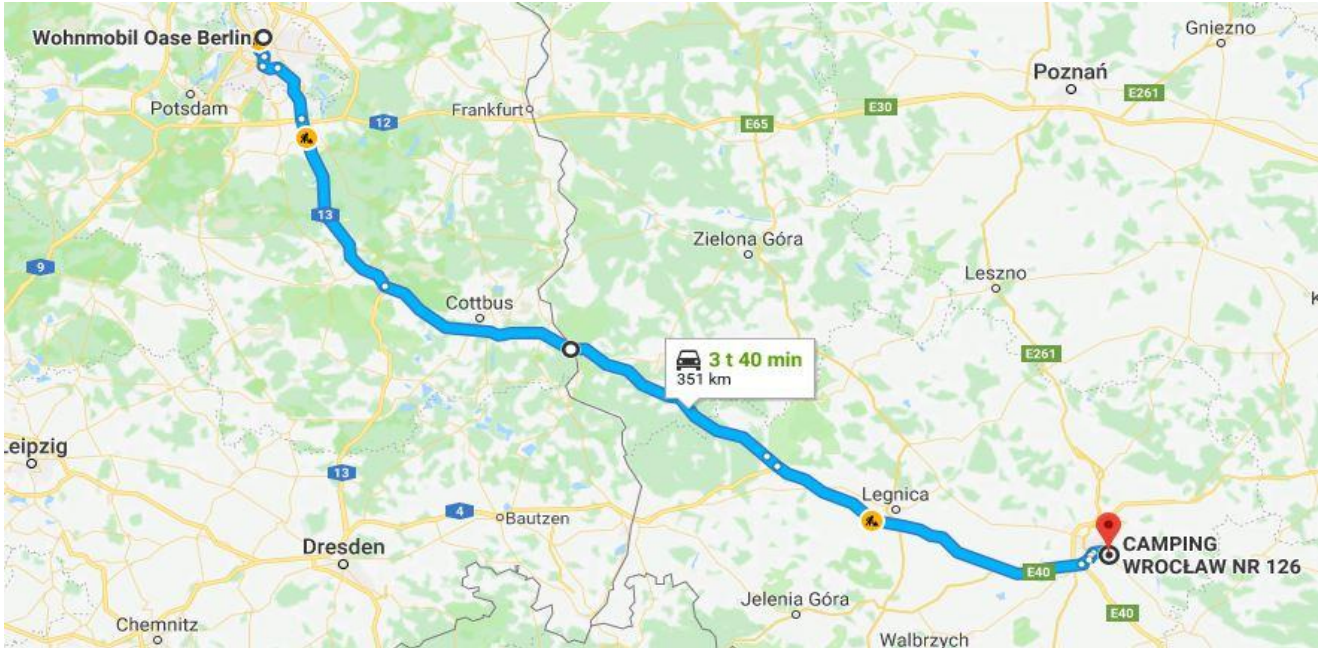 Gniezno
Wohnmobil Oase Berlin
Poznań
E261
Potsdam
Frankfurt
E30
12
E65
13
Zielona Góra
9
Leszno
Cottbus
3 t 40 min
351 km
E261
Leipzig
13
Legnica
4
Bautzen
Dresden
CAMPING
WROCŁAW NR 126
E40
Jelenia Góra
E40
Chemnitz
Walbrzych